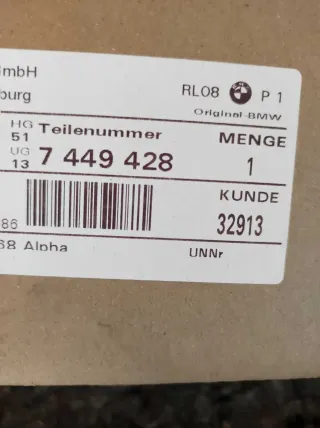 mbH
RL08 P 1
burg
Original-BMW
HG Teilenummer MENGE
51
UG 7 449 428 1
13
KUNDE
86 32913
68 Alpha UNNr